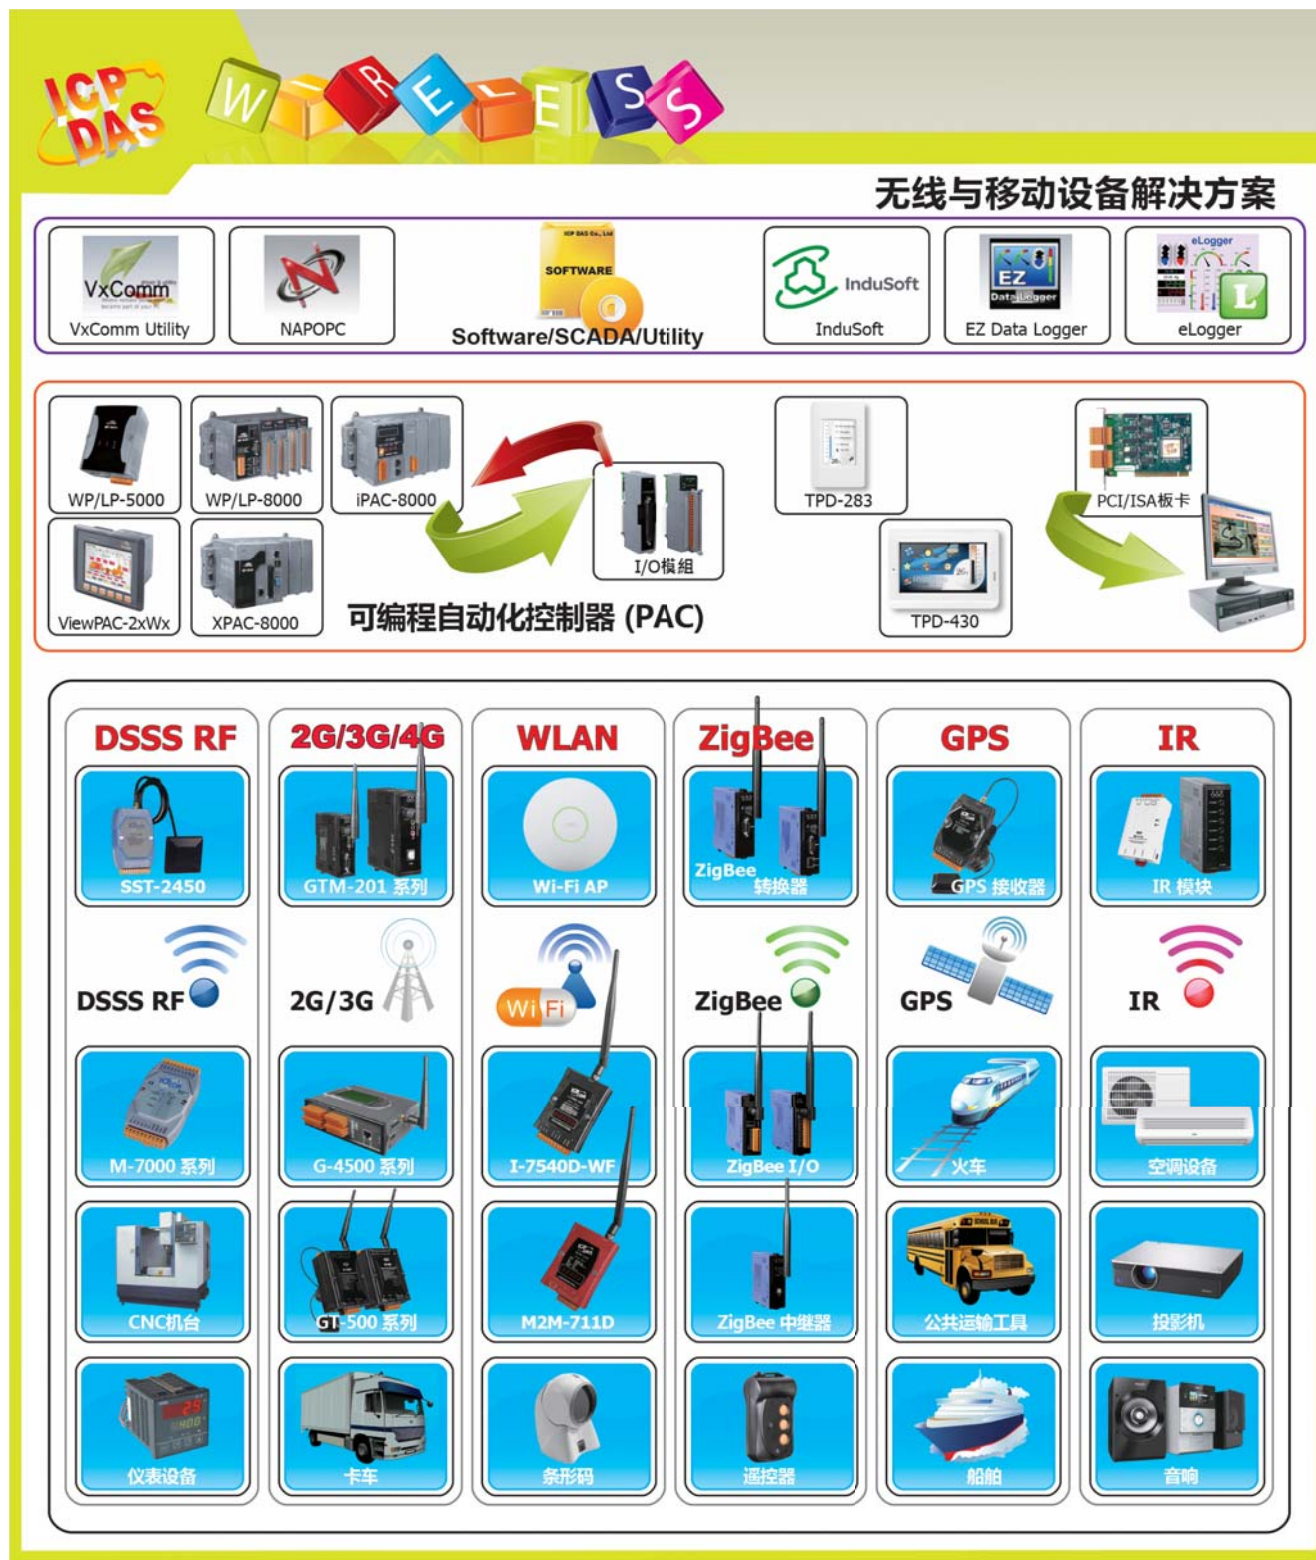 ICP
DAS
WIRELESS
无线与移动设备解决方案
VxComm
VxComm Utility
NAPOPC
ICP DAS Co., Ltd
SOFTWARE
Software/SCADA/Utility
InduSoft
InduSoft
EZ
Data Logger
EZ Data Logger
eLogger
L
eLogger
WP/LP-5000
WP/LP-8000
iPAC-8000
I/O模組
TPD-283
PCI/ISA板卡
ViewPAC-2xWx
XPAC-8000
可编程自动化控制器 (PAC)
TPD-430
DSSS RF
2G/3G/4G
WLAN
ZigBee
GPS
IR
SST-2450
GTM-201 系列
Wi-Fi AP
ZigBee
转换器
GPS 接收器
IR 模块
DSSS RF
2G/3G
Wi Fi
ZigBee
GPS
IR
M-7000 系列
G-4500 系列
I-7540D-WF
ZigBee I/O
火车
空调设备
SCHOOL BUS
CNC机台
GT-500 系列
M2M-711D
ZigBee 中继器
公共运输工具
投影机
仪表设备
卡车
条形码
遥控器
船舶
音响